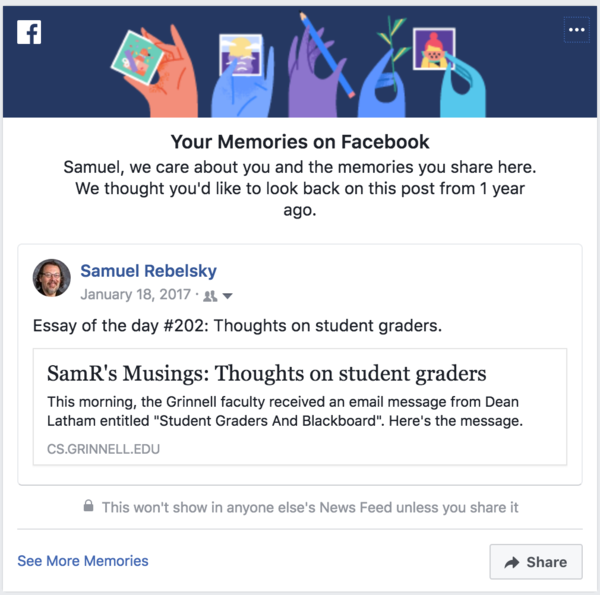 Your Memories on Facebook
Samuel, we care about you and the memories you share here.
We thought you'd like to look back on this post from 1 year
ago.
Samuel Rebelsky
January 18, 2017 ·
Essay of the day #202: Thoughts on student graders.
SamR's Musings: Thoughts on student graders
This morning, the Grinnell faculty received an email message from Dean
Latham entitled "Student Graders And Blackboard". Here's the message.
CS.GRINNELL.EDU
This won't show in anyone else's News Feed unless you share it
See More Memories
Share